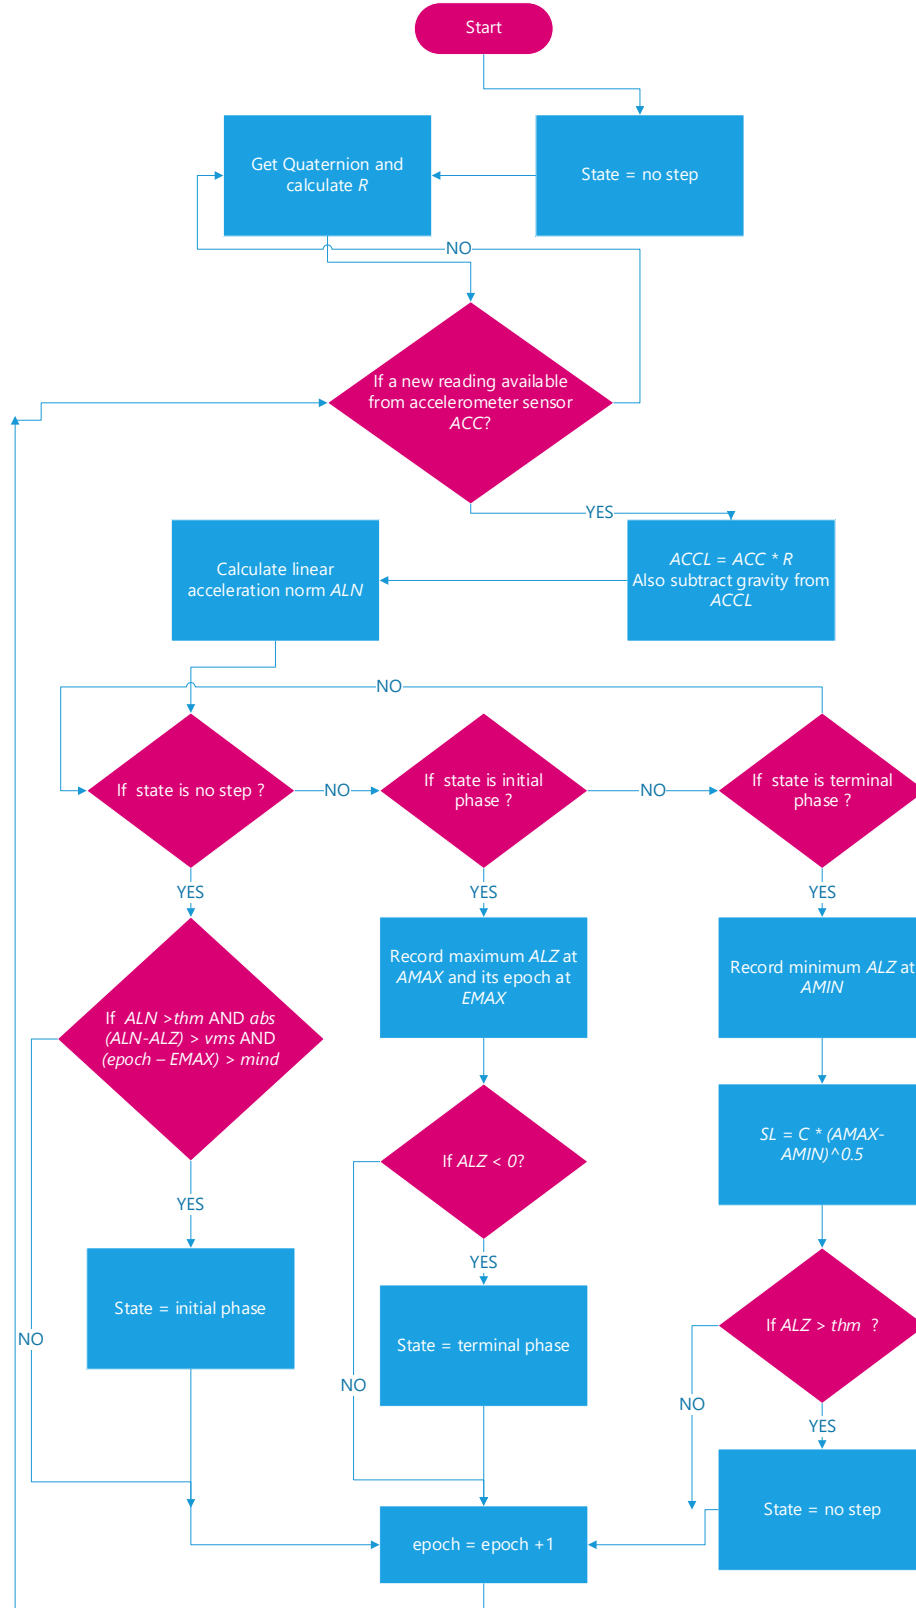 Start
Get Quaternion and
calculate R
State = no step
NO
If a new reading available
from accelerometer sensor
ACC?
YES
Calculate linear
acceleration norm ALN
ACCL = ACC * R
Also subtract gravity from
ACCL
NO
If  state is no step ?
NO
If  state is initial
phase ?
NO
If  state is terminal
phase ?
YES
YES
YES
If  ALN >thm AND abs
(ALN-ALZ) > vms AND
(epoch – EMAX) > mind
Record maximum ALZ at
AMAX and its epoch at
EMAX
Record minimum ALZ at
AMIN
If ALZ < 0?
SL = C * (AMAX-
AMIN)^0.5
YES
YES
State = initial phase
State = terminal phase
If ALZ > thm  ?
NO
NO
NO
YES
State = no step
epoch = epoch +1